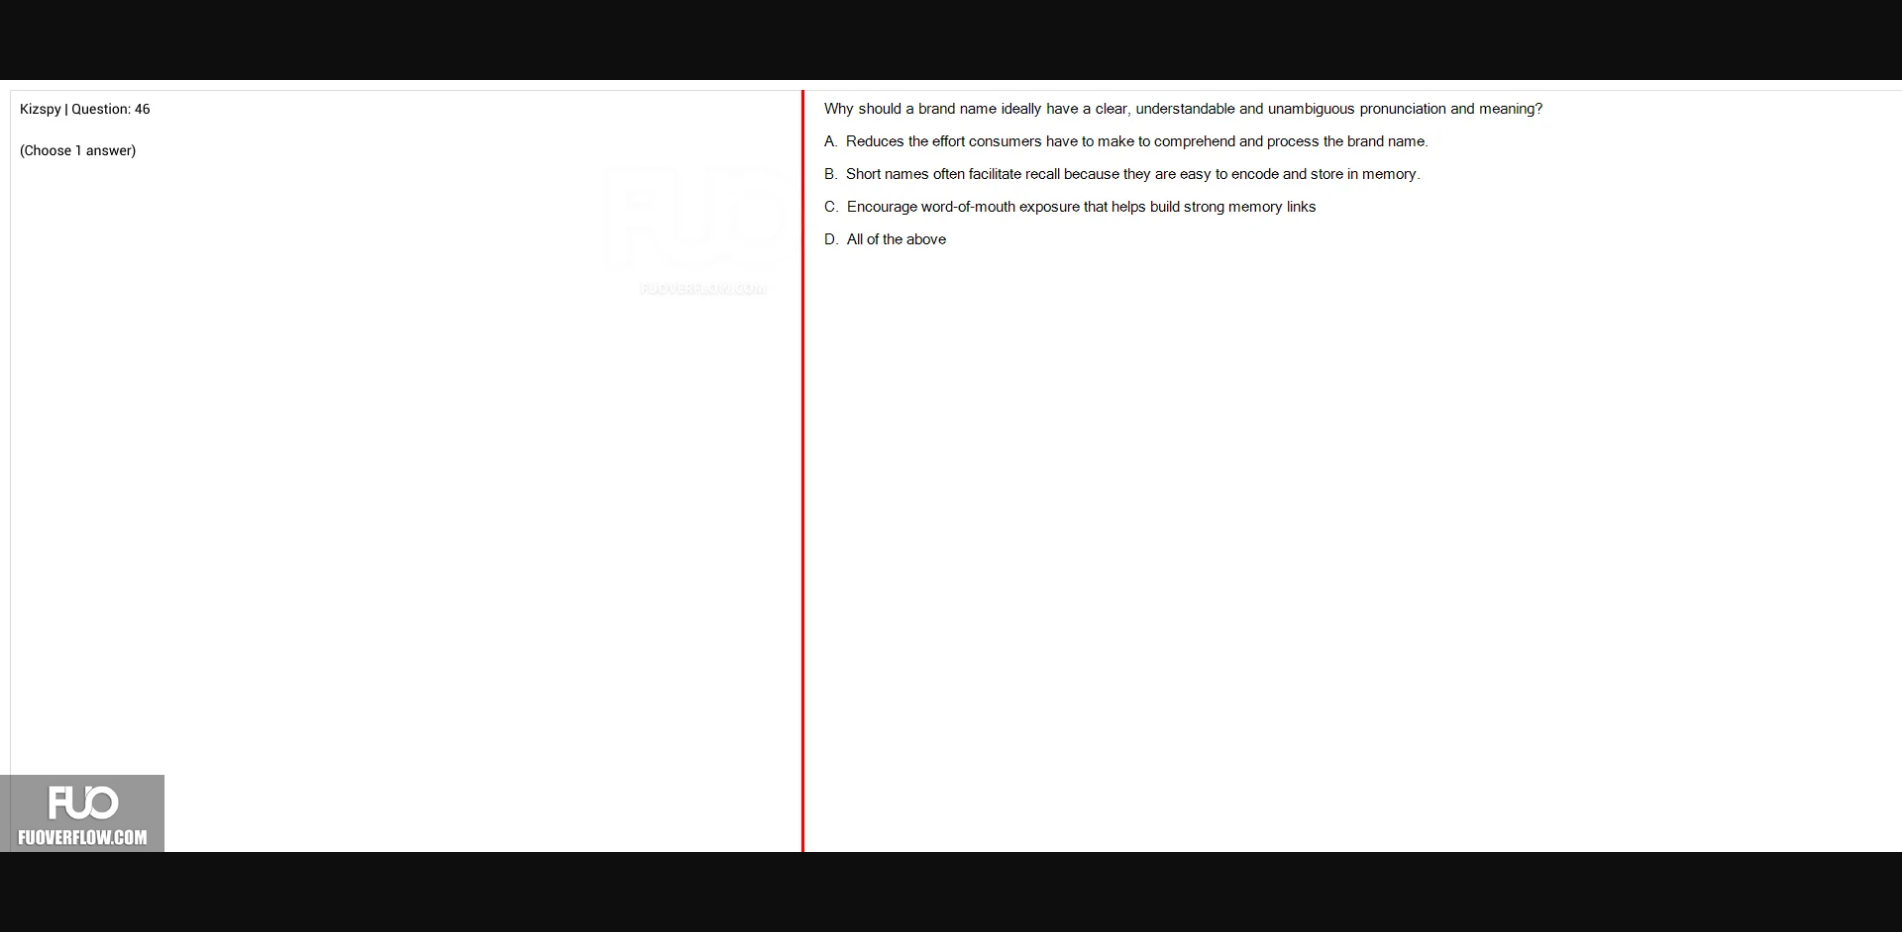 Kizspy | Question: 46
(Choose 1 answer)
Why should a brand name ideally have a clear, understandable and unambiguous pronunciation and meaning?
A. Reduces the effort consumers have to make to comprehend and process the brand name.
B. Short names often facilitate recall because they are easy to encode and store in memory.
C. Encourage word-of-mouth exposure that helps build strong memory links
D. All of the above
FUO
FUOVERFLOW.COM
FUO
FUOVERFLOW.COM